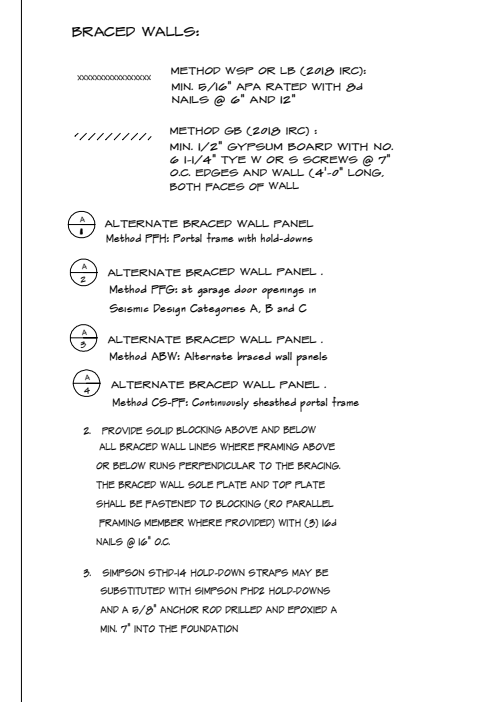 BRACED WALLS:
xxxxxxxxxxxxxxxx
METHOD WSP OR LB (2018 IRC):
MIN. 5/16" APA RATED WITH 8d
NAILS @ 6" AND 12"
METHOD GB (2018 IRC) :
MIN. 1/2" GYPSUM BOARD WITH NO.
6 1-1/4" TYE W OR S SCREWS @ 7"
O.C. EDGES AND WALL (4'-0" LONG,
BOTH FACES OF WALL
A
1
ALTERNATE BRACED WALL PANEL
Method PFH: Portal frame with hold-downs
A
2
ALTERNATE BRACED WALL PANEL .
Method PFG: at garage door openings in
Seismic Design Categories A, B and C
A
3
ALTERNATE BRACED WALL PANEL .
Method ABW: Alternate braced wall panels
A
4
ALTERNATE BRACED WALL PANEL .
Method CS-PF: Continuously sheathed portal frame
2. PROVIDE SOLID BLOCKING ABOVE AND BELOW
ALL BRACED WALL LINES WHERE FRAMING ABOVE
OR BELOW RUNS PERPENDICULAR TO THE BRACING.
THE BRACED WALL SOLE PLATE AND TOP PLATE
SHALL BE FASTENED TO BLOCKING (RO PARALLEL
FRAMING MEMBER WHERE PROVIDED) WITH (3) 16d
NAILS @ 16" O.C.
3. SIMPSON STHD-14 HOLD-DOWN STRAPS MAY BE
SUBSTITUTED WITH SIMPSON PHD2 HOLD-DOWNS
AND A 5/8" ANCHOR ROD DRILLED AND EPOXIED A
MIN. 7" INTO THE FOUNDATION